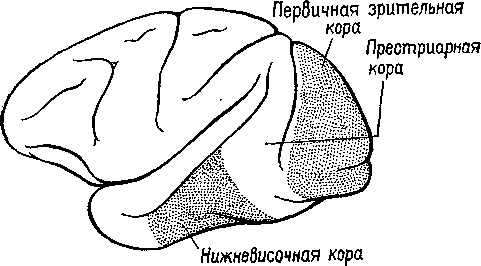 Первичная зрительная
кора
Престриарная
кора
Нижневисочная кора